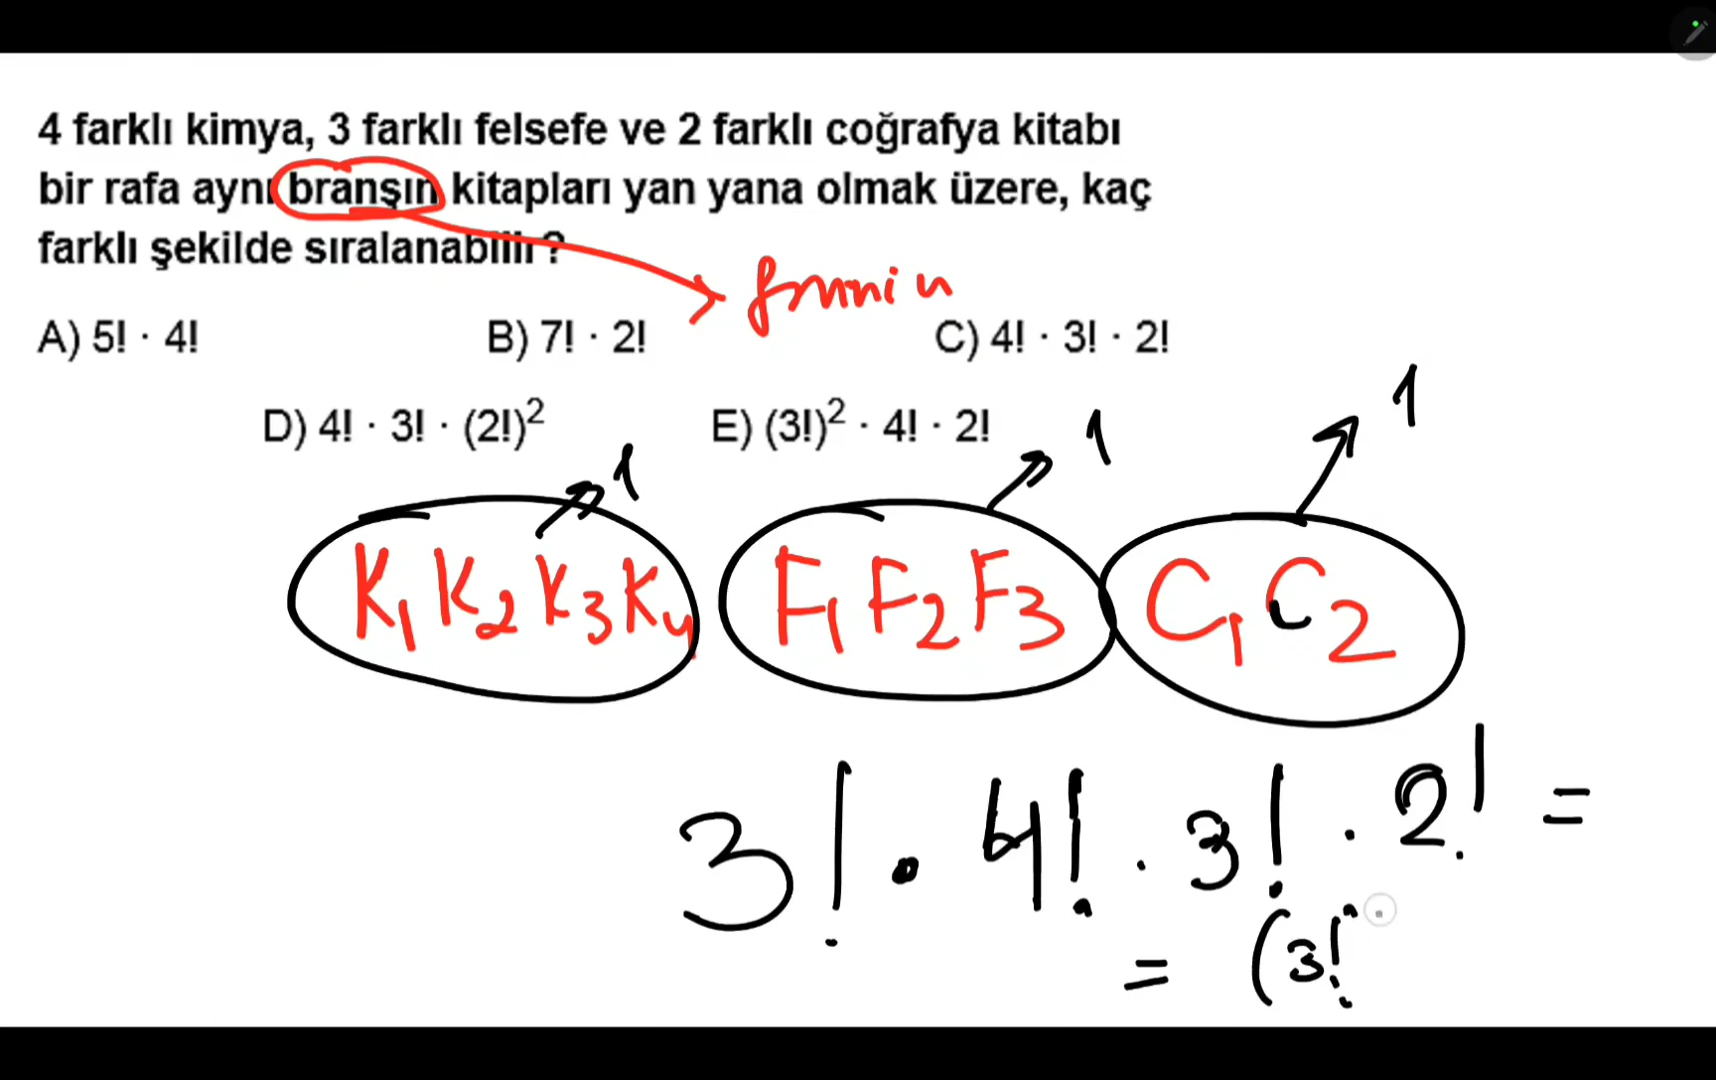 4 farklı kimya, 3 farklı felsefe ve 2 farklı coğrafya kitabı
bir rafa aynı branşın kitapları yan yana olmak üzere, kaç
farklı şekilde sıralanabilir?
A) 5! · 4! B) 7! · 2! C) 4! · 3! · 2!
D) 4! · 3! · (2!)² E) (3!)² · 4! · 2!
1 1 1
K₁ K₂ K₃ K₄ F₁ F₂ F₃ C₁ C₂
3! · 4! · 3! · 2! =
= (3!